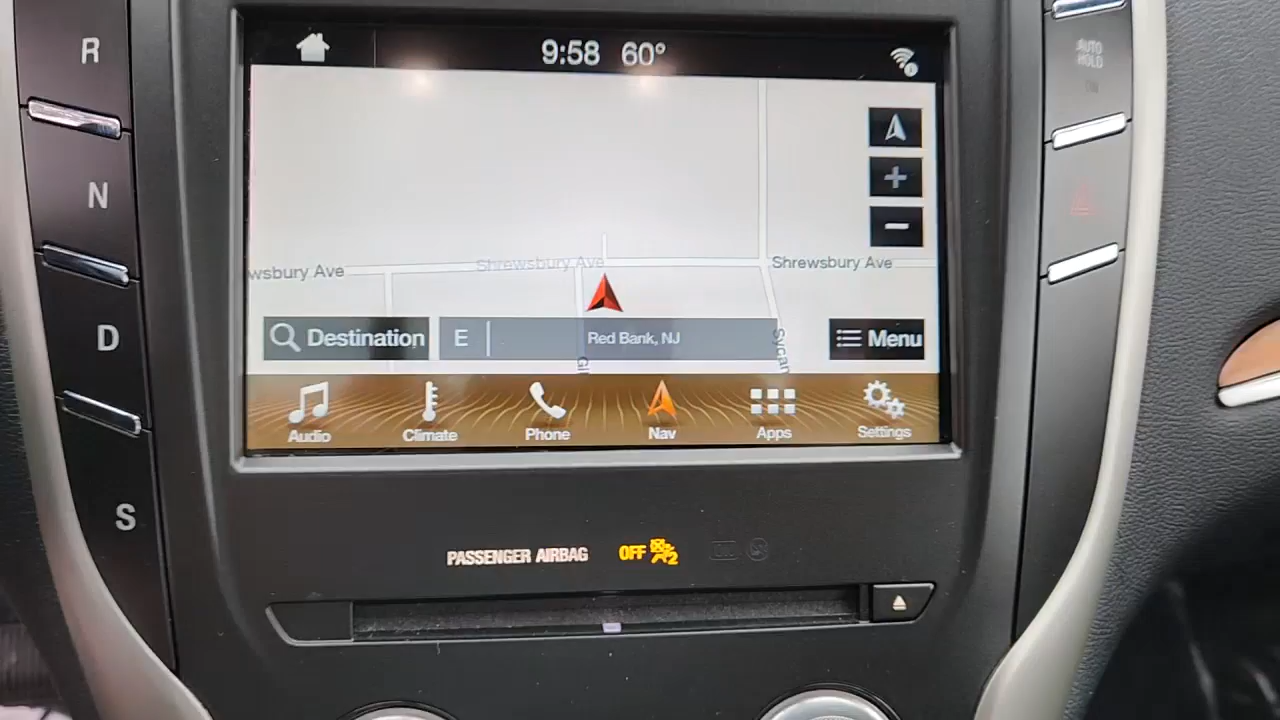 R
N
D
S
9:58 60°
wsbury Ave
Shrewsbury Ave
Shrewsbury Ave
Destination
E
Red Bank, NJ
Menu
Audio
Climate
Phone
Nav
Apps
Settings
PASSENGER AIRBAG OFF 2
AUTO
HOLD